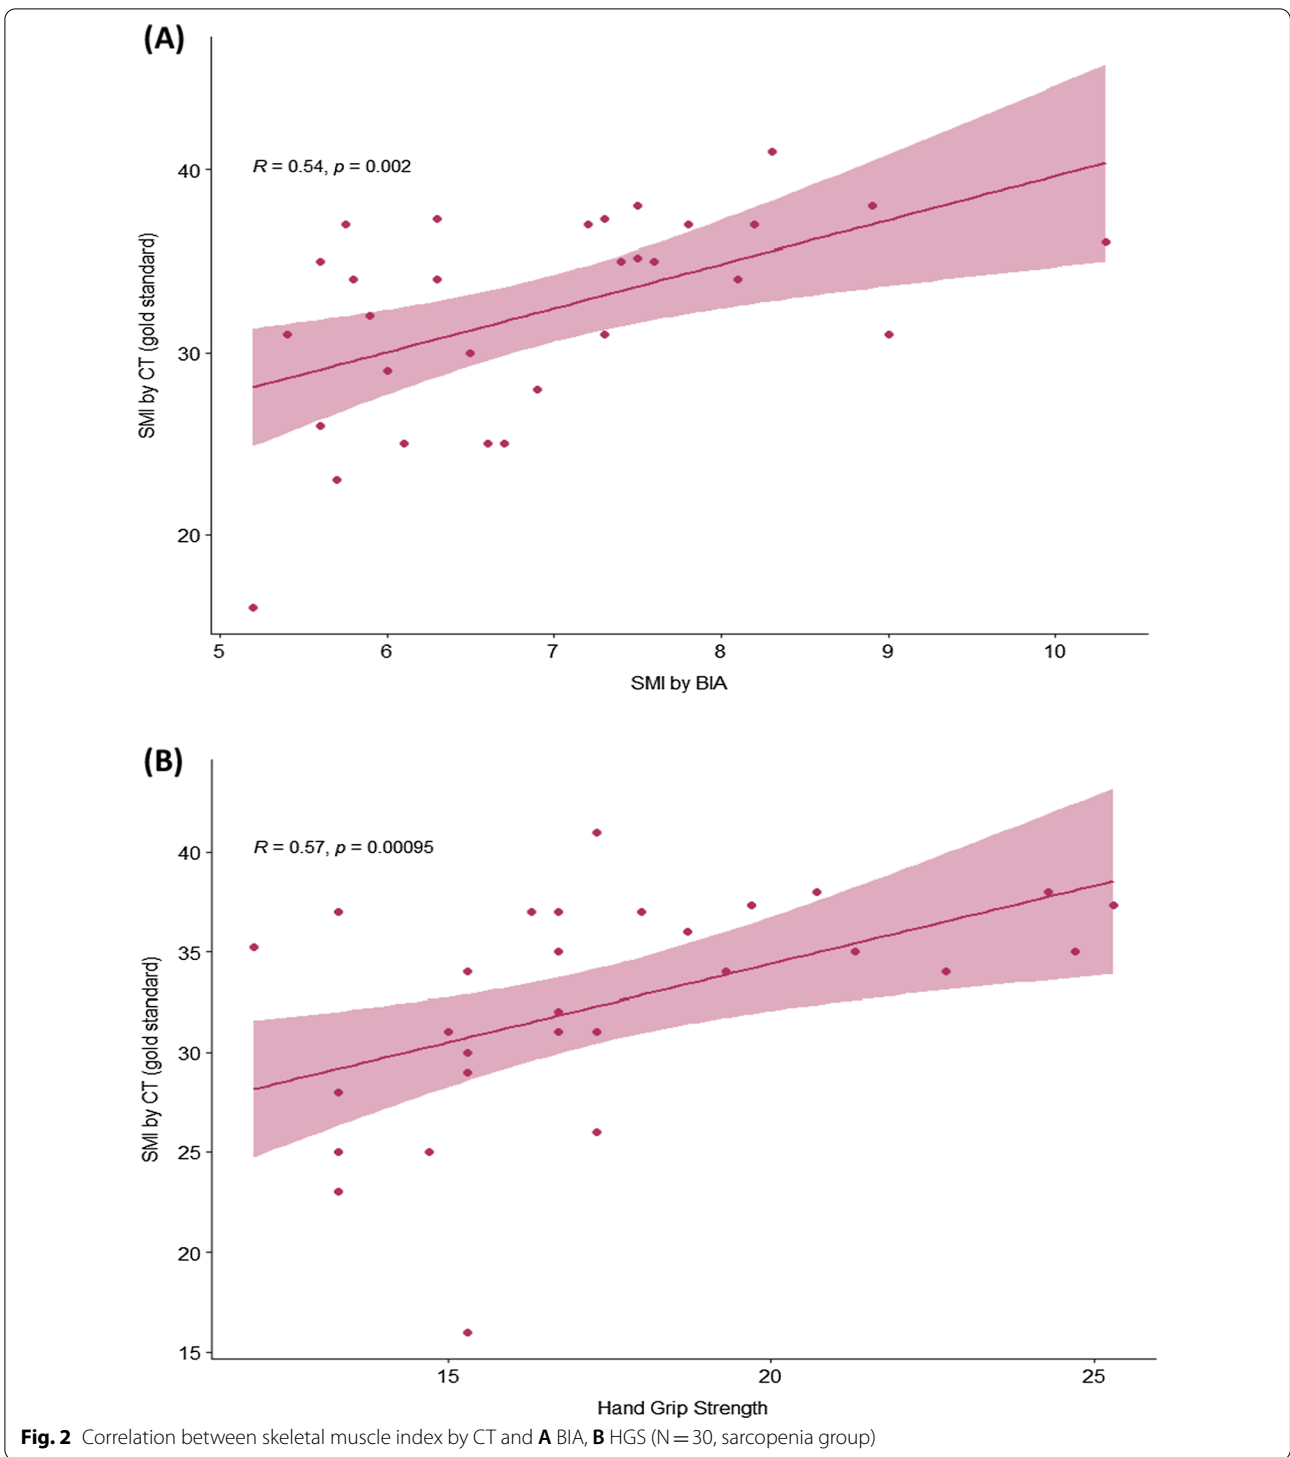 (A)
R = 0.54, p = 0.002
40
30
20
SMI by CT (gold standard)
5 6 7 8 9 10
SMI by BIA
(B)
R = 0.57, p = 0.00095
40
35
30
25
20
15
SMI by CT (gold standard)
15 20 25
Hand Grip Strength
Fig. 2 Correlation between skeletal muscle index by CT and A BIA, B HGS (N = 30, sarcopenia group)